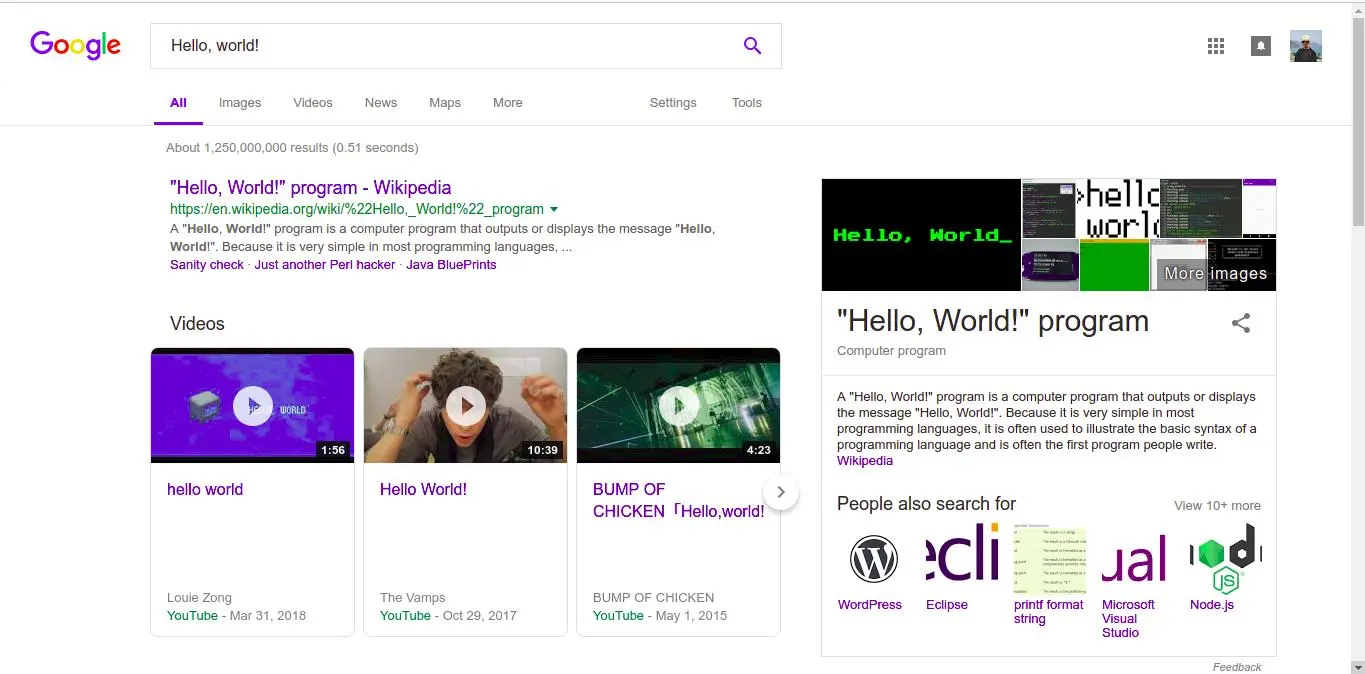 Google
Hello, world!
All Images Videos News Maps More Settings Tools
About 1,250,000,000 results (0.51 seconds)
"Hello, World!" program - Wikipedia
https://en.wikipedia.org/wiki/%22Hello,_World!%22_program
A "Hello, World!" program is a computer program that outputs or displays the message "Hello,
World!". Because it is very simple in most programming languages, ...
Sanity check · Just another Perl hacker · Java BluePrints
Videos
WORLD
1:56
hello world
Louie Zong
YouTube - Mar 31, 2018
10:39
Hello World!
The Vamps
YouTube - Oct 29, 2017
4:23
BUMP OF
CHICKEN「Hello,world!
BUMP OF CHICKEN
YouTube - May 1, 2015
Hello, World_
hello
world
More images
"Hello, World!" program
Computer program
A "Hello, World!" program is a computer program that outputs or displays
the message "Hello, World!". Because it is very simple in most
programming languages, it is often used to illustrate the basic syntax of a
programming language and is often the first program people write.
Wikipedia
People also search for
View 10+ more
ecli
ual
JS
WordPress
Eclipse
printf format
string
Microsoft
Visual
Studio
Node.js
Feedback